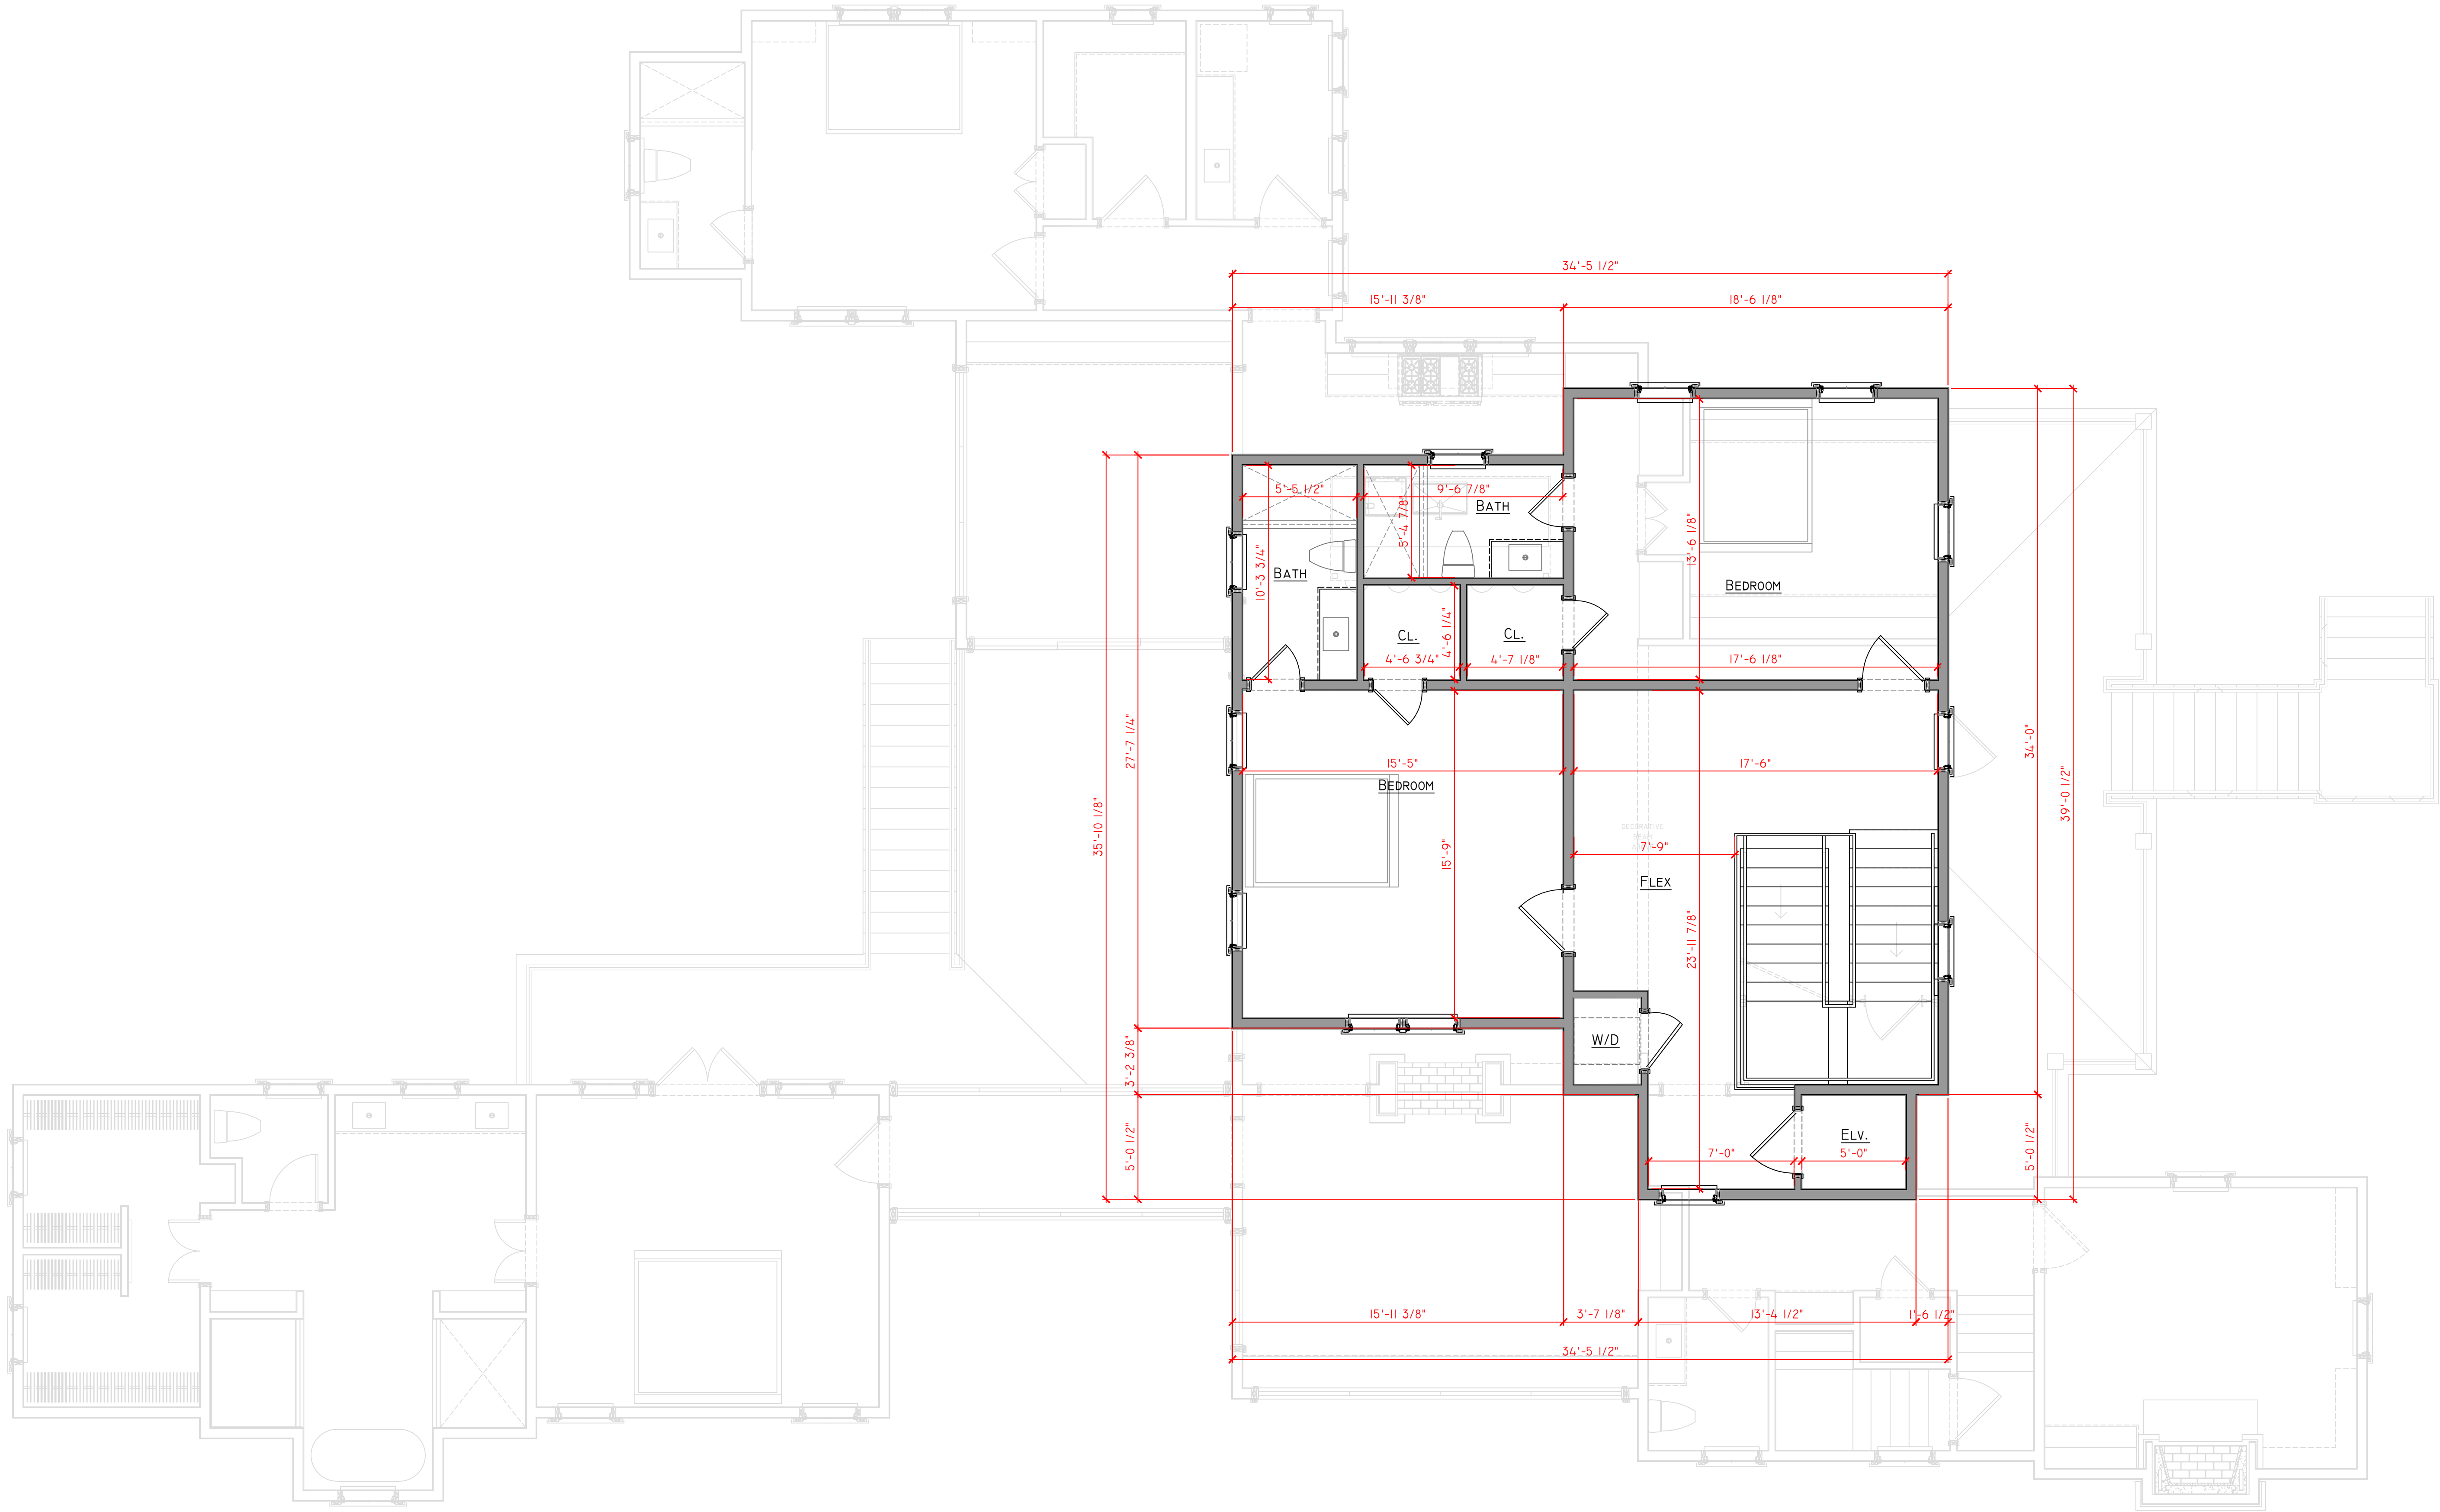 34'-5 1/2"
15'-11 3/8"
18'-6 1/8"
5'-5 1/2"
9'-6 7/8"
BATH
5'-4 7/8"
13'-6 1/8"
10'-3 3/4"
BATH
BEDROOM
4'-6 1/4"
CL.
CL.
4'-6 3/4"
4'-7 1/8"
17'-6 1/8"
27'-7 1/4"
34'-0"
15'-5"
17'-6"
39'-0 1/2"
BEDROOM
35'-10 1/8"
DECORATIVE
BEAM
7'-9"
15'-9"
FLEX
23'-11 7/8"
W/D
3'-2 3/8"
5'-0 1/2"
ELV.
5'-0 1/2"
7'-0"
5'-0"
15'-11 3/8"
3'-7 1/8"
13'-4 1/2"
1'-6 1/2"
34'-5 1/2"